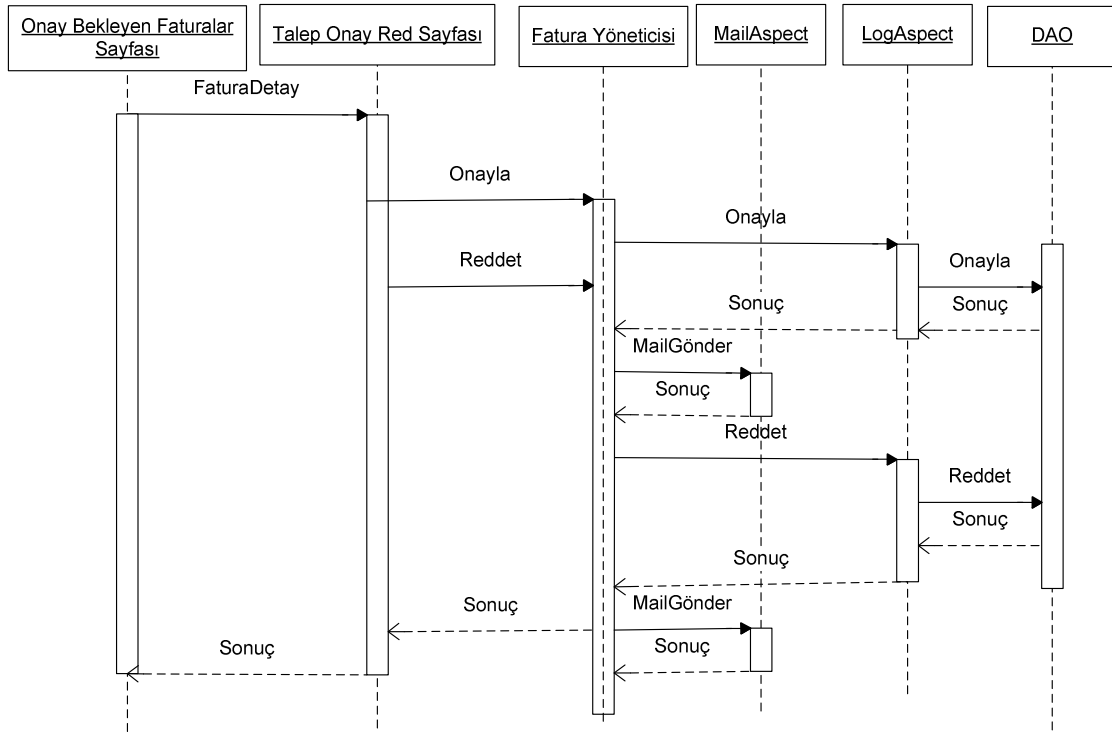 Onay Bekleyen Faturalar
Sayfası
Talep Onay Red Sayfası
Fatura Yöneticisi
MailAspect
LogAspect
DAO
FaturaDetay
Onayla
Onayla
Reddet
Onayla
Sonuç
Sonuç
MailGönder
Sonuç
Reddet
Reddet
Sonuç
Sonuç
Sonuç
MailGönder
Sonuç
Sonuç